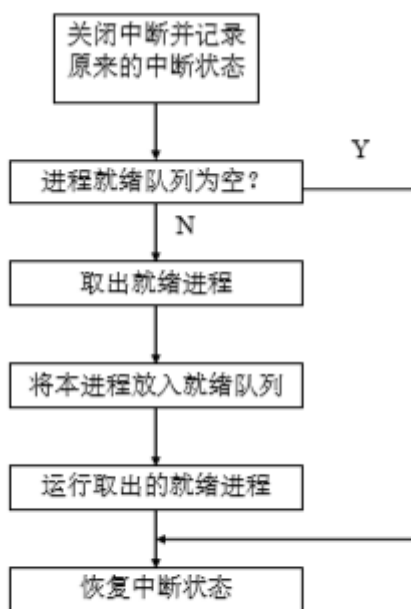 关闭中断并记录
原来的中断状态
Y
进程就绪队列为空？
N
取出就绪进程
将本进程放入就绪队列
运行取出的就绪进程
恢复中断状态